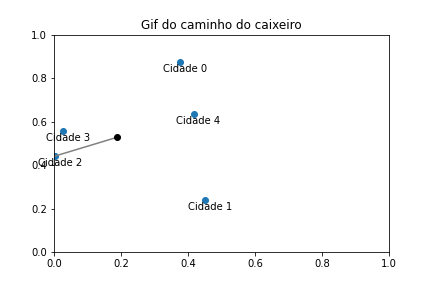 Gif do caminho do caixeiro
1.0
Cidade 0
0.8
0.6
Cidade 4
Cidade 3
0.4
Cidade 2
0.2
Cidade 1
0.0
0.0 0.2 0.4 0.6 0.8 1.0